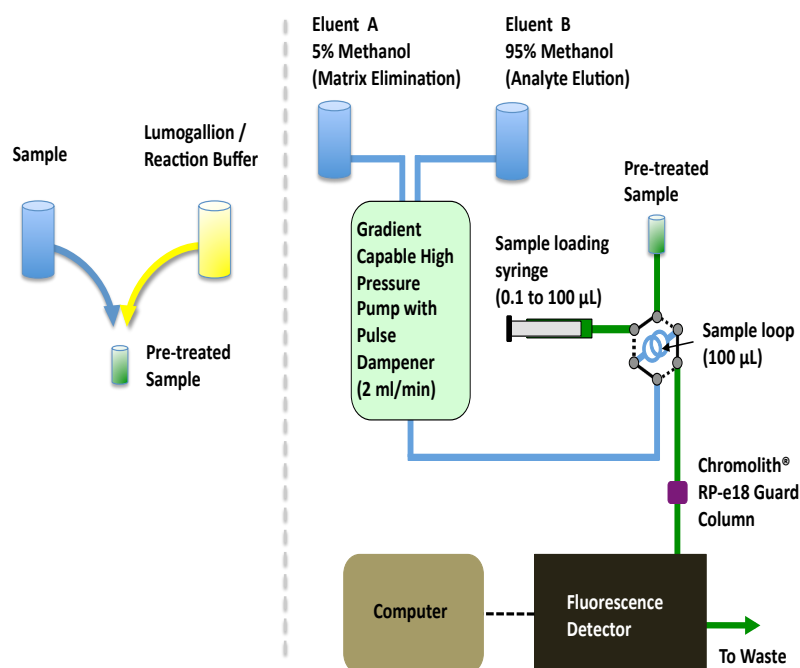 Sample
Lumogallion /
Reaction Buffer
Pre-treated
Sample
Eluent A
5% Methanol
(Matrix Elimination)
Eluent B
95% Methanol
(Analyte Elution)
Gradient
Capable High
Pressure
Pump with
Pulse
Dampener
(2 ml/min)
Sample loading
syringe
(0.1 to 100 µL)
Pre-treated
Sample
Sample loop
(100 µL)
Chromolith®
RP-e18 Guard
Column
Computer
Fluorescence
Detector
To Waste